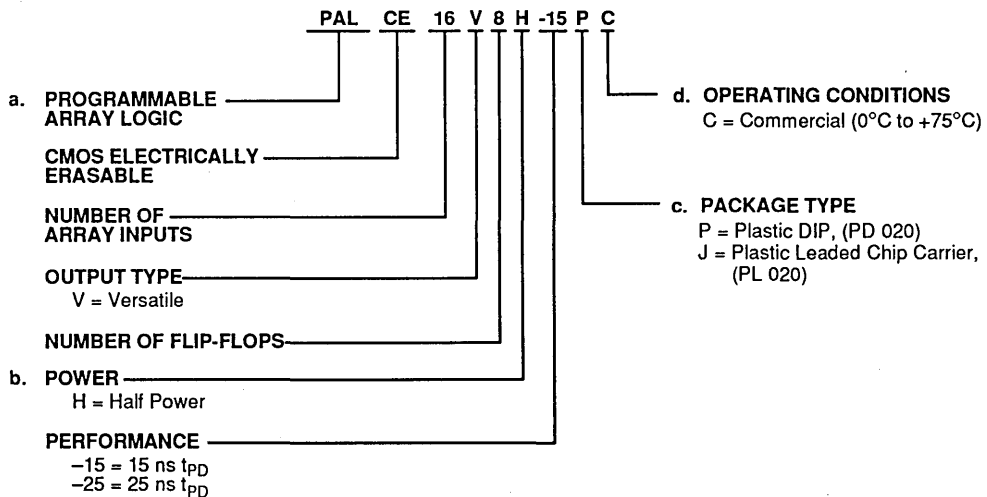 PAL CE 16 V 8 H -15 P C
a. PROGRAMMABLE
ARRAY LOGIC
CMOS ELECTRICALLY
ERASABLE
NUMBER OF
ARRAY INPUTS
OUTPUT TYPE
V = Versatile
NUMBER OF FLIP-FLOPS
b. POWER
H = Half Power
PERFORMANCE
–15 = 15 ns tPD
–25 = 25 ns tPD
d. OPERATING CONDITIONS
C = Commercial (0°C to +75°C)
c. PACKAGE TYPE
P = Plastic DIP, (PD 020)
J = Plastic Leaded Chip Carrier,
(PL 020)